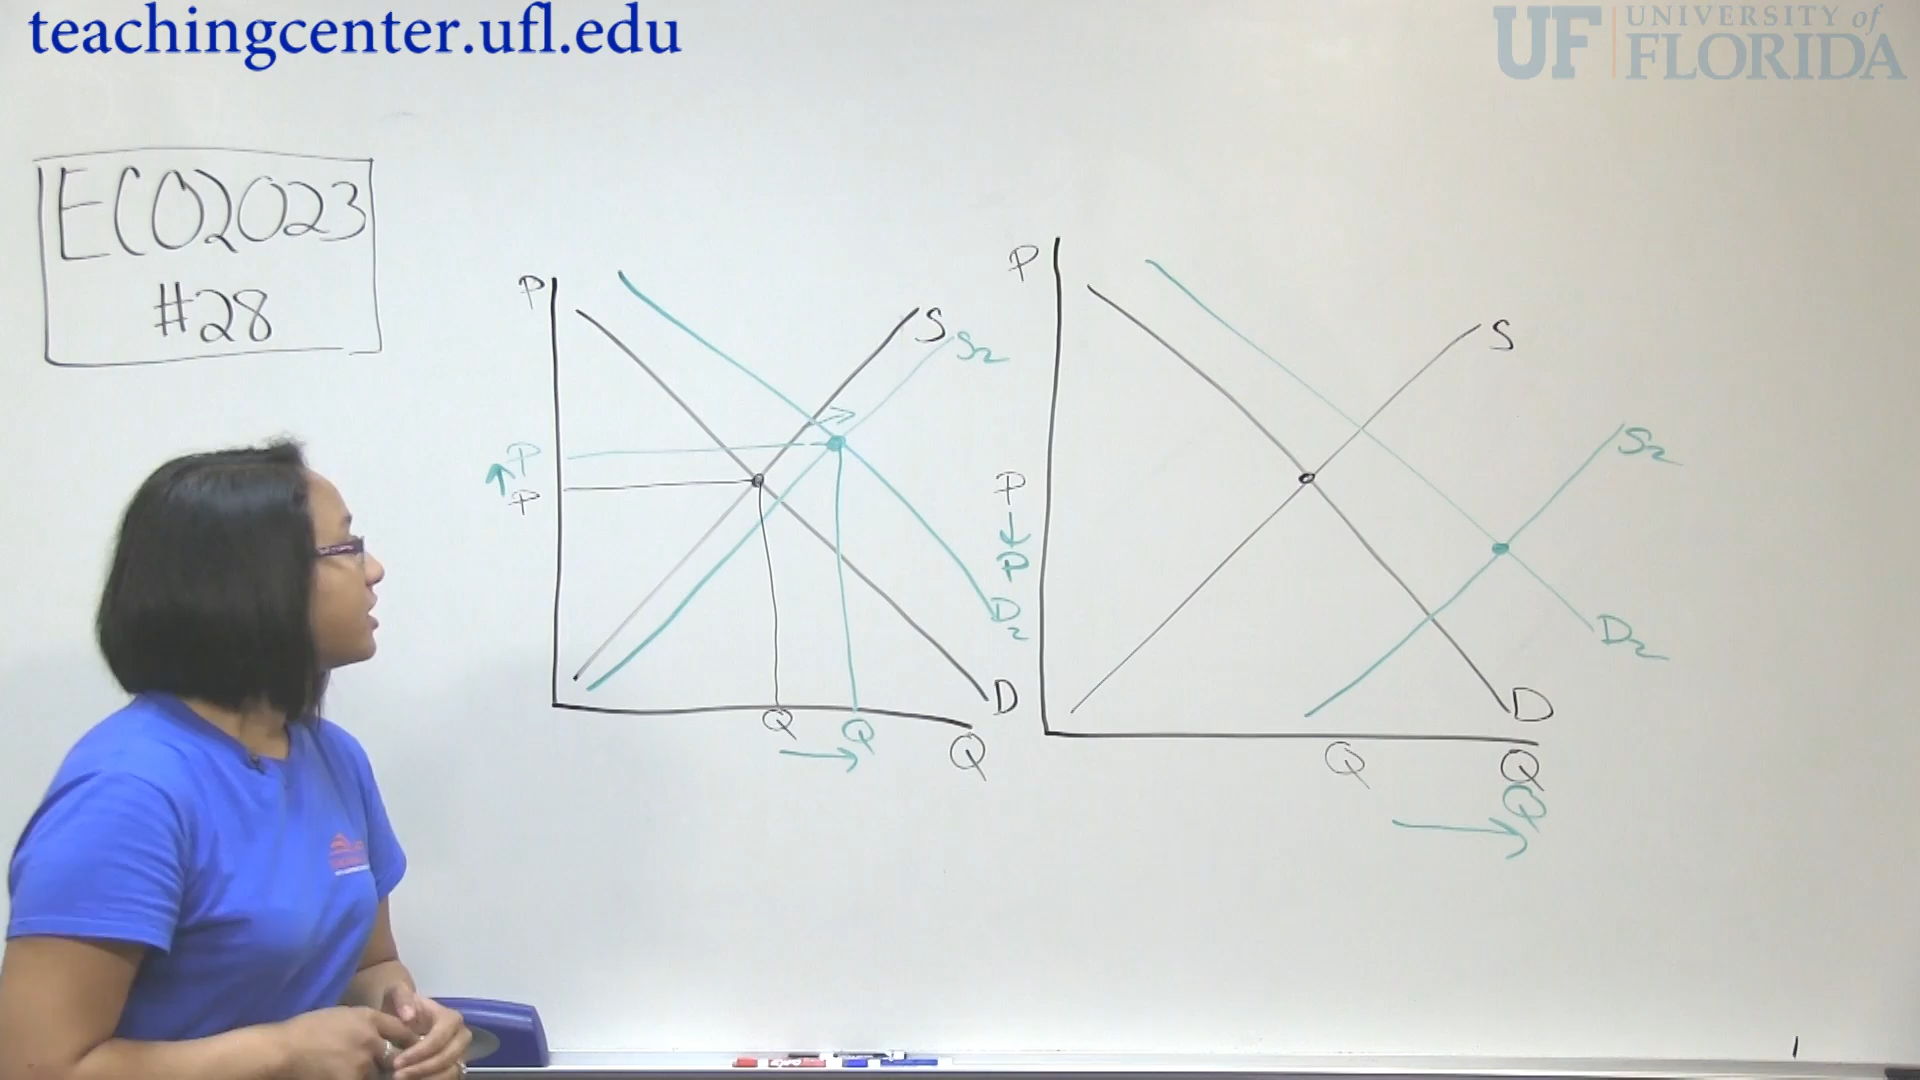 teachingcenter.ufl.edu
UF UNIVERSITY of FLORIDA
ECO2023
#28
P
S
S2
P
P
D2
D
Q
Q
Q
P
S
S2
P
P
D2
D
Q
Q
Q